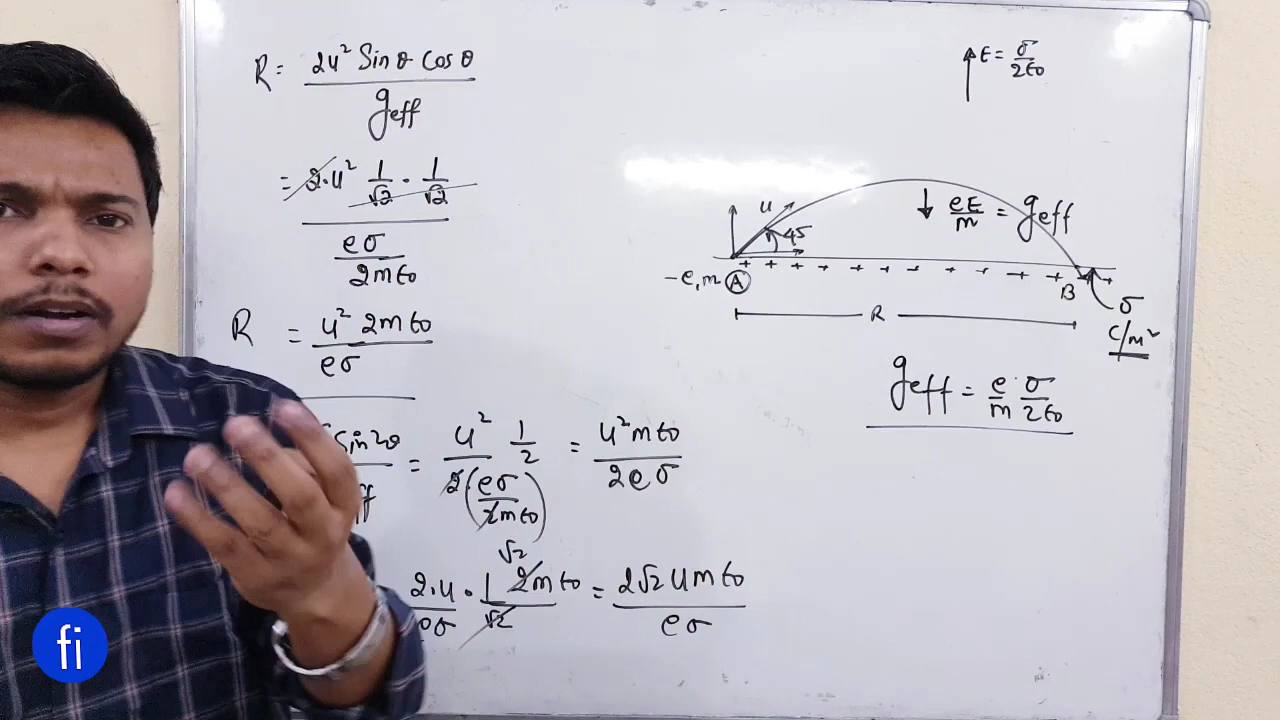 R = 2u² Sin θ Cos θ / geff
= 2·u² 1/√2 · 1/√2 / eσ/2mε0
R = u² 2mε0 / eσ
Sin²θ / ff = u² 1/2 / 2(eσ/2mε0) = u²mε0 / 2eσ
2·u / eσ · 1/√2 √2 2mε0 = 2√2 umε0 / eσ
E = σ/2ε0
u
45
eE/m = geff
-e,m A
+ + + + + + + + + + +
B
σ
C/m²
R
geff = e/m · σ/2ε0
fi